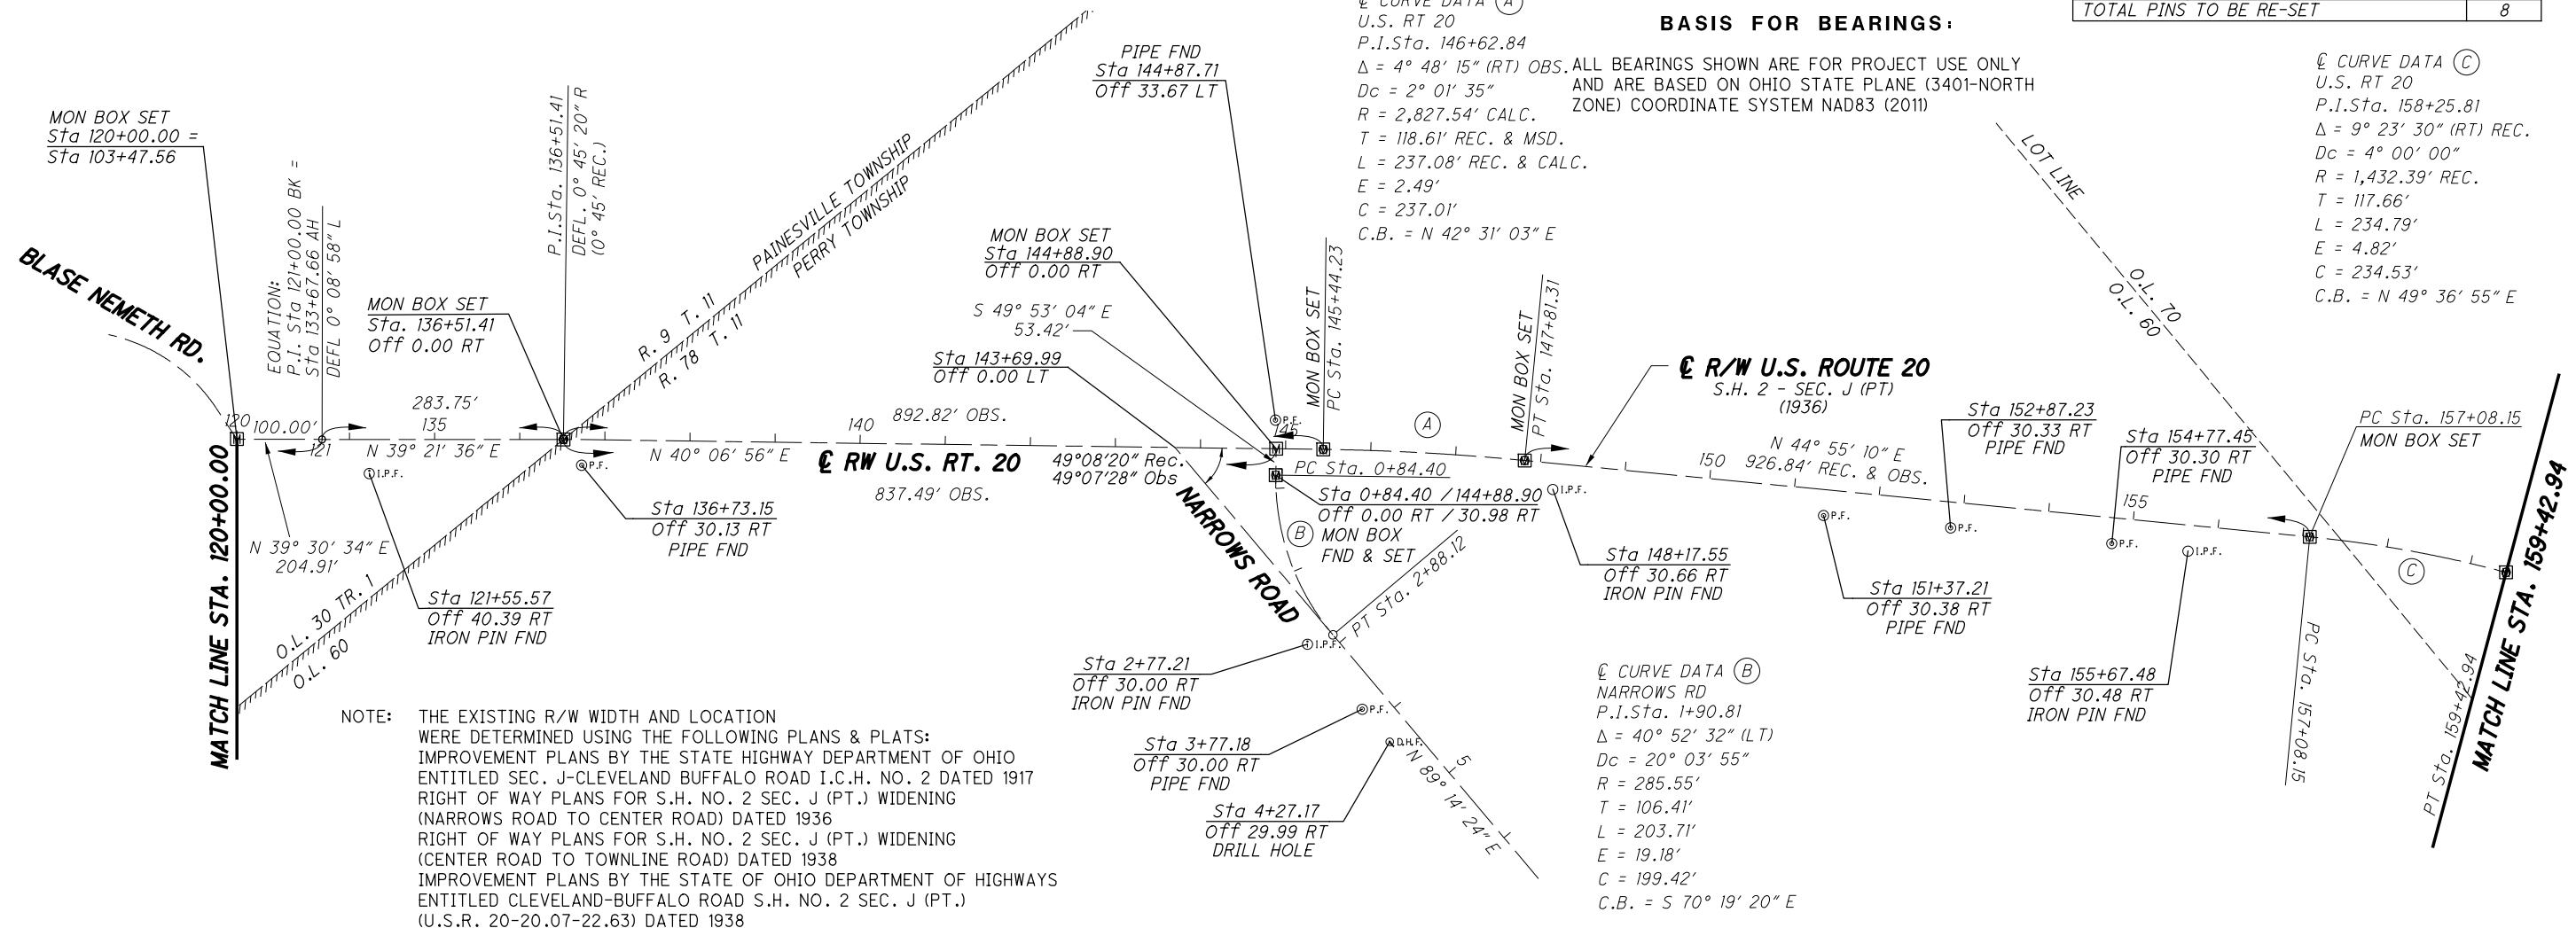 TOTAL PINS TO BE RE-SET 8
BASIS FOR BEARINGS:
ALL BEARINGS SHOWN ARE FOR PROJECT USE ONLY
AND ARE BASED ON OHIO STATE PLANE (3401-NORTH
ZONE) COORDINATE SYSTEM NAD83 (2011)
℄ CURVE DATA A
U.S. RT 20
P.I.Sta. 146+62.84
Δ = 4° 48' 15" (RT) OBS.
Dc = 2° 01' 35"
R = 2,827.54' CALC.
T = 118.61' REC. & MSD.
L = 237.08' REC. & CALC.
E = 2.49'
C = 237.01'
C.B. = N 42° 31' 03" E
℄ CURVE DATA C
U.S. RT 20
P.I.Sta. 158+25.81
Δ = 9° 23' 30" (RT) REC.
Dc = 4° 00' 00"
R = 1,432.39' REC.
T = 117.66'
L = 234.79'
E = 4.82'
C = 234.53'
C.B. = N 49° 36' 55" E
MON BOX SET
Sta 120+00.00 =
Sta 103+47.56
BLASE NEMETH RD.
EQUATION:
P.I. Sta 121+00.00 BK =
Sta 133+67.66 AH
DEFL 0° 08' 58" L
MON BOX SET
Sta. 136+51.41
Off 0.00 RT
P.I.Sta. 136+51.41
DEFL. 0° 45' 20" R
(0° 45' REC.)
PAINESVILLE TOWNSHIP
PERRY TOWNSHIP
R. 9 T. 11
R. 78 T. 11
PIPE FND
Sta 144+87.71
Off 33.67 LT
MON BOX SET
Sta 144+88.90
Off 0.00 RT
S 49° 53' 04" E
53.42'
Sta 143+69.99
Off 0.00 LT
MON BOX SET
PC Sta. 145+44.23
MON BOX SET
PT Sta. 147+81.31
℄ R/W U.S. ROUTE 20
S.H. 2 - SEC. J (PT)
(1936)
LOT LINE
O.L. 70
O.L. 60
Sta 152+87.23
Off 30.33 RT
PIPE FND
Sta 154+77.45
Off 30.30 RT
PIPE FND
PC Sta. 157+08.15
MON BOX SET
120
100.00'
121
283.75'
135
N 39° 21' 36" E
140
892.82' OBS.
N 40° 06' 56" E
℄ RW U.S. RT. 20
837.49' OBS.
49°08'20" Rec.
49°07'28" Obs
P.F.
145
A
PC Sta. 0+84.40
Sta 0+84.40 / 144+88.90
Off 0.00 RT / 30.98 RT
MON BOX
FND & SET
B
N 44° 55' 10" E
150 926.84' REC. & OBS.
155
C
I.P.F.
P.F.
I.P.F.
P.F.
P.F.
P.F.
I.P.F.
MATCH LINE STA. 120+00.00
N 39° 30' 34" E
204.91'
O.L. 30 TR. 1
O.L. 60
Sta 121+55.57
Off 40.39 RT
IRON PIN FND
Sta 136+73.15
Off 30.13 RT
PIPE FND
NARROWS ROAD
PT Sta. 2+88.12
I.P.F.
Sta 148+17.55
Off 30.66 RT
IRON PIN FND
Sta 151+37.21
Off 30.38 RT
PIPE FND
Sta 155+67.48
Off 30.48 RT
IRON PIN FND
PC Sta. 157+08.15
PT Sta. 159+42.94
MATCH LINE STA. 159+42.94
Sta 2+77.21
Off 30.00 RT
IRON PIN FND
P.F.
Sta 3+77.18
Off 30.00 RT
PIPE FND
D.H.F.
5
N 89° 14' 24" E
Sta 4+27.17
Off 29.99 RT
DRILL HOLE
℄ CURVE DATA B
NARROWS RD
P.I.Sta. 1+90.81
Δ = 40° 52' 32" (LT)
Dc = 20° 03' 55"
R = 285.55'
T = 106.41'
L = 203.71'
E = 19.18'
C = 199.42'
C.B. = S 70° 19' 20" E
NOTE: THE EXISTING R/W WIDTH AND LOCATION
WERE DETERMINED USING THE FOLLOWING PLANS & PLATS:
IMPROVEMENT PLANS BY THE STATE HIGHWAY DEPARTMENT OF OHIO
ENTITLED SEC. J-CLEVELAND BUFFALO ROAD I.C.H. NO. 2 DATED 1917
RIGHT OF WAY PLANS FOR S.H. NO. 2 SEC. J (PT.) WIDENING
(NARROWS ROAD TO CENTER ROAD) DATED 1936
RIGHT OF WAY PLANS FOR S.H. NO. 2 SEC. J (PT.) WIDENING
(CENTER ROAD TO TOWNLINE ROAD) DATED 1938
IMPROVEMENT PLANS BY THE STATE OF OHIO DEPARTMENT OF HIGHWAYS
ENTITLED CLEVELAND-BUFFALO ROAD S.H. NO. 2 SEC. J (PT.)
(U.S.R. 20-20.07-22.63) DATED 1938